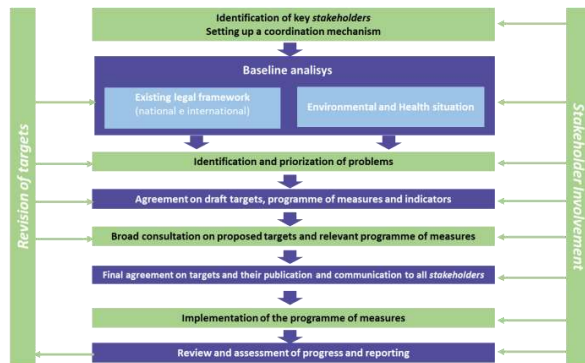 Identification of key stakeholders
Setting up a coordination mechanism
Baseline analisys
Existing legal framework
(national e international)
Environmental and Health situation
Identification and priorization of problems
Agreement on draft targets, programme of measures and indicators
Broad consultation on proposed targets and relevant programme of measures
Final agreement on targets and their publication and communication to all stakeholders
Implementation of the programme of measures
Review and assessment of progress and reporting
Revision of targets
Stakeholder Involvement